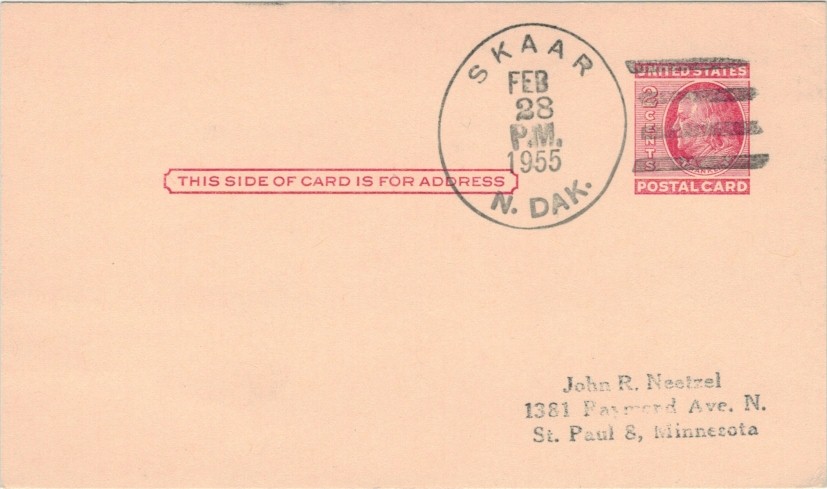 SKAAR
FEB
28
P.M.
1955
N. DAK.
UNITED STATES
2 CENTS
POSTAL CARD
THIS SIDE OF CARD IS FOR ADDRESS
John R. Neetzel
1381 Raymond Ave. N.
St. Paul 8, Minnesota